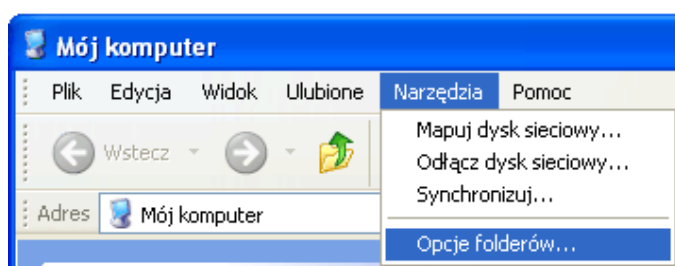 Mój komputer
Plik Edycja Widok Ulubione Narzędzia Pomoc
Mapuj dysk sieciowy...
Odłącz dysk sieciowy...
Synchronizuj...
Opcje folderów...
Wstecz
Adres Mój komputer